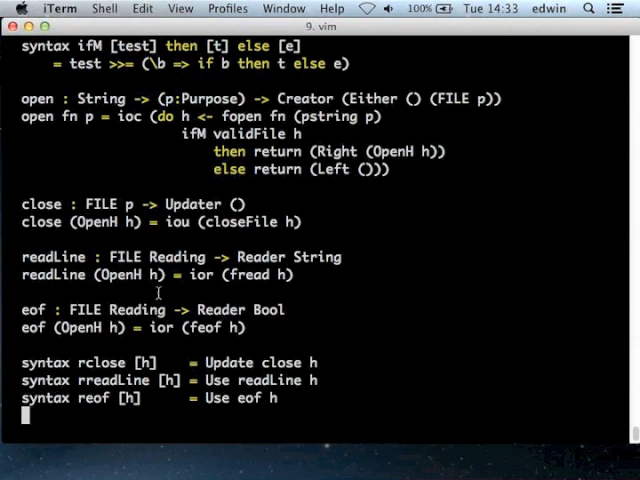 iTerm Shell Edit View Profiles Window Help 100% Tue 14:33 edwin
9. vim
syntax ifM [test] then [t] else [e]
= test >>= (\b => if b then t else e)
open : String -> (p:Purpose) -> Creator (Either () (FILE p))
open fn p = ioc (do h <- fopen fn (pstring p)
ifM validFile h
then return (Right (OpenH h))
else return (Left ()))
close : FILE p -> Updater ()
close (OpenH h) = iou (closeFile h)
readLine : FILE Reading -> Reader String
readLine (OpenH h) = ior (fread h)
eof : FILE Reading -> Reader Bool
eof (OpenH h) = ior (feof h)
syntax rclose [h] = Update close h
syntax rreadLine [h] = Use readLine h
syntax reof [h] = Use eof h